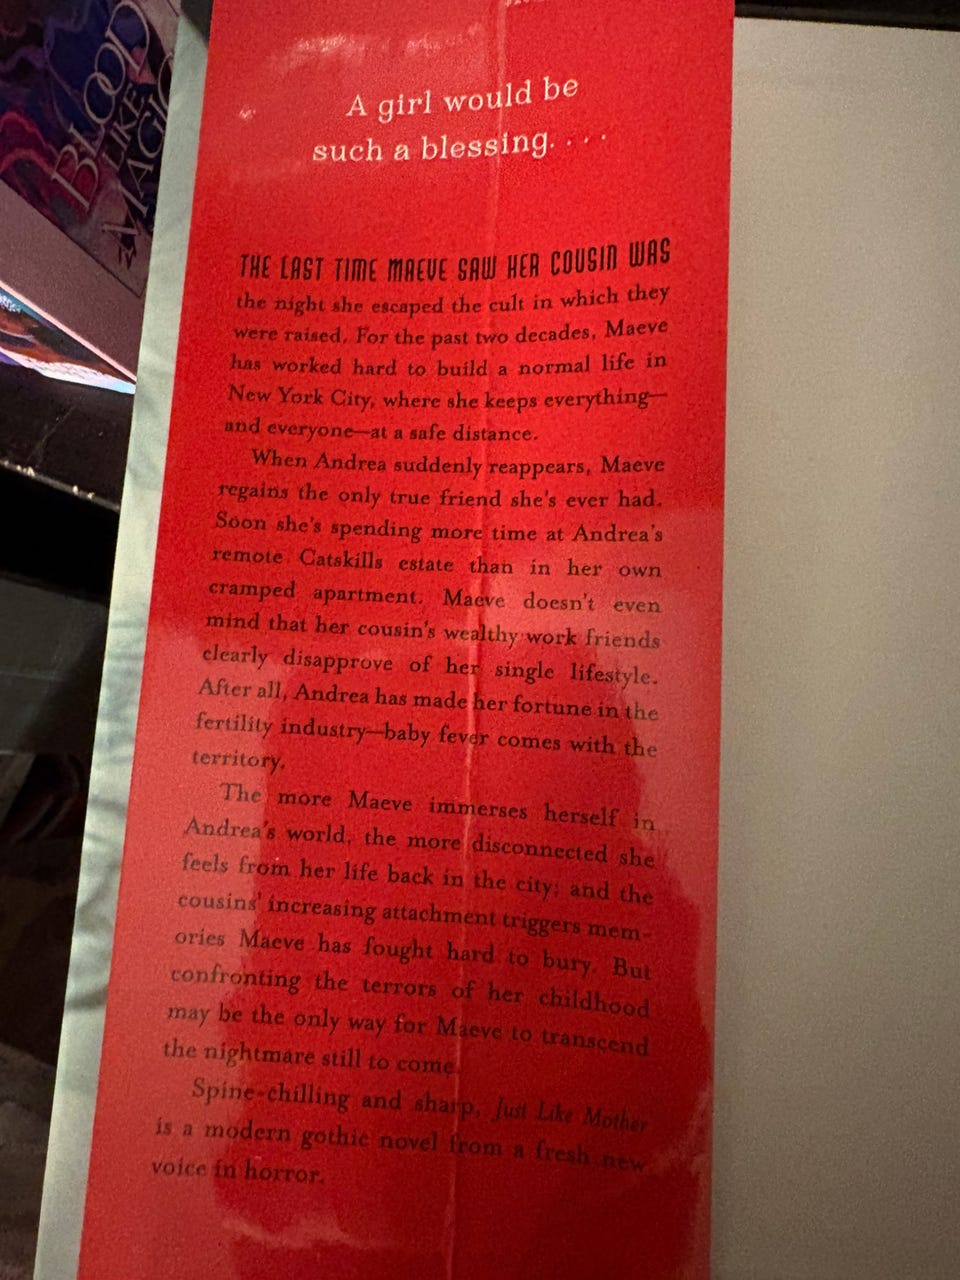 BLOOD
LIKE
MAGIC
A girl would be
such a blessing. . . .
THE LAST TIME MAEVE SAW HER COUSIN WAS
the night she escaped the cult in which they
were raised. For the past two decades, Maeve
has worked hard to build a normal life in
New York City, where she keeps everything—
and everyone—at a safe distance.
When Andrea suddenly reappears, Maeve
regains the only true friend she's ever had.
Soon she's spending more time at Andrea's
remote Catskills estate than in her own
cramped apartment. Maeve doesn't even
mind that her cousin's wealthy work friends
clearly disapprove of her single lifestyle.
After all, Andrea has made her fortune in the
fertility industry—baby fever comes with the
territory.
The more Maeve immerses herself in
Andrea's world, the more disconnected she
feels from her life back in the city; and the
cousins' increasing attachment triggers mem-
ories Maeve has fought hard to bury. But
confronting the terrors of her childhood
may be the only way for Maeve to transcend
the nightmare still to come.
Spine-chilling and sharp, Just Like Mother
is a modern gothic novel from a fresh new
voice in horror.